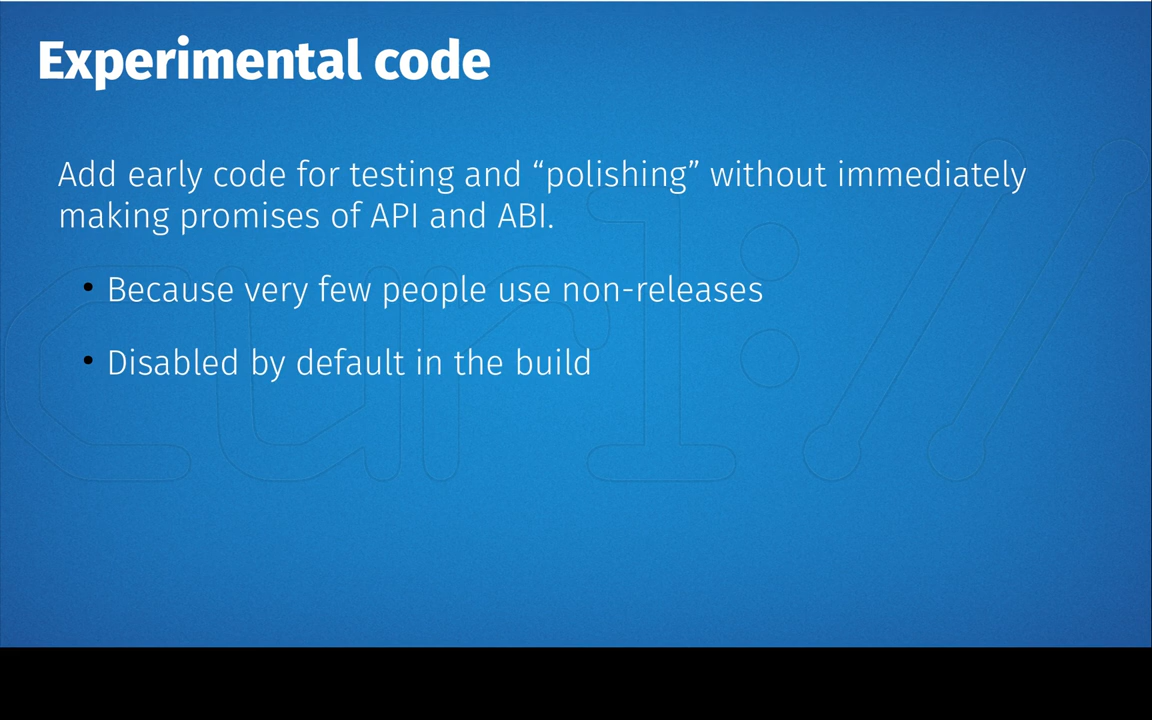 Experimental code
Add early code for testing and “polishing” without immediately
making promises of API and ABI.
• Because very few people use non-releases
• Disabled by default in the build
curl://